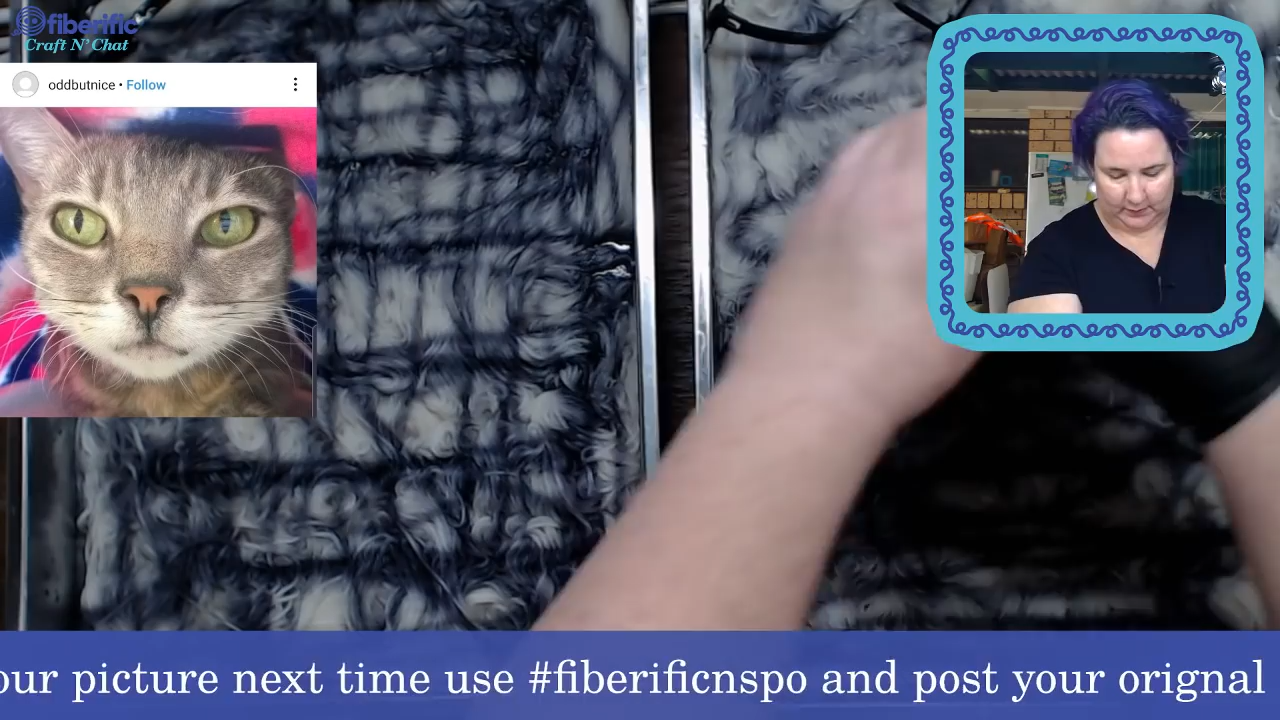 fiberific
Craft N' Chat
oddbutnice • Follow
our picture next time use #fiberificnspo and post your orignal